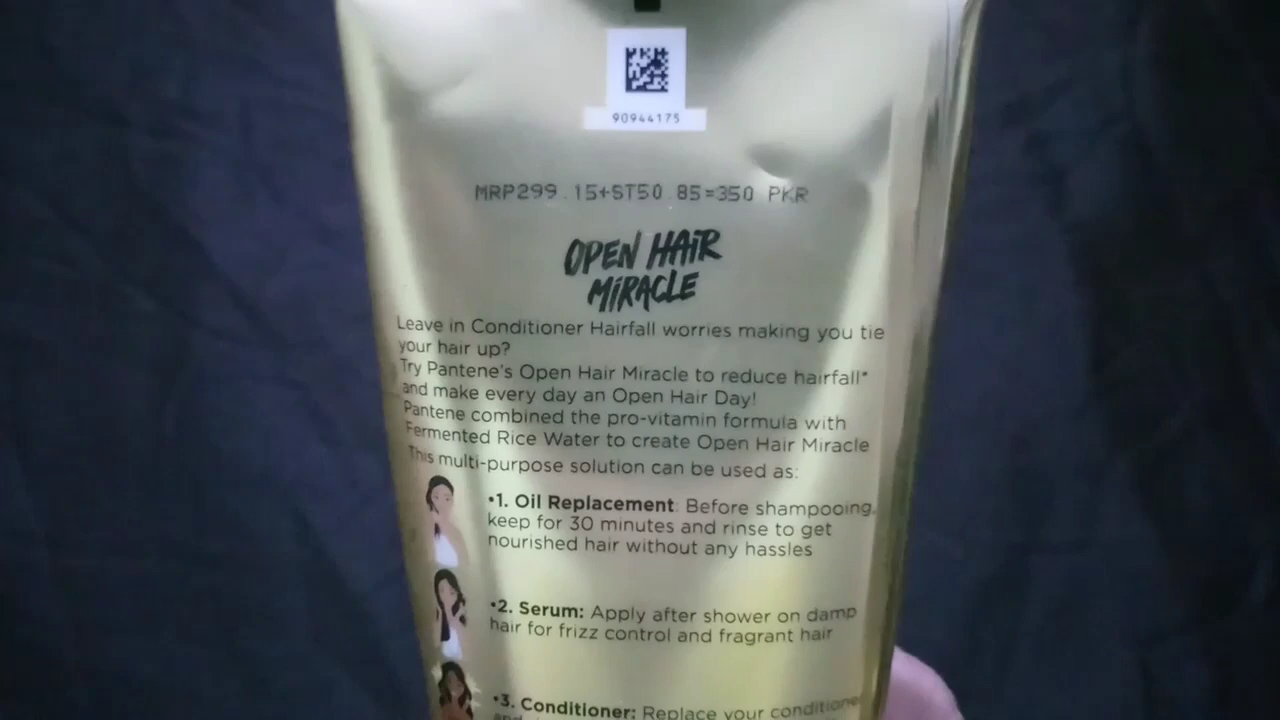 90944175
MRP299.15+ST50.85=350 PKR
OPEN HAiR
MiRACLE
Leave in Conditioner Hairfall worries making you tie
your hair up?
Try Pantene's Open Hair Miracle to reduce hairfall*
and make every day an Open Hair Day!
Pantene combined the pro-vitamin formula with
Fermented Rice Water to create Open Hair Miracle
This multi-purpose solution can be used as:
•1. Oil Replacement: Before shampooing,
keep for 30 minutes and rinse to get
nourished hair without any hassles
•2. Serum: Apply after shower on damp
hair for frizz control and fragrant hair
•3. Conditioner: Replace your conditioner
and